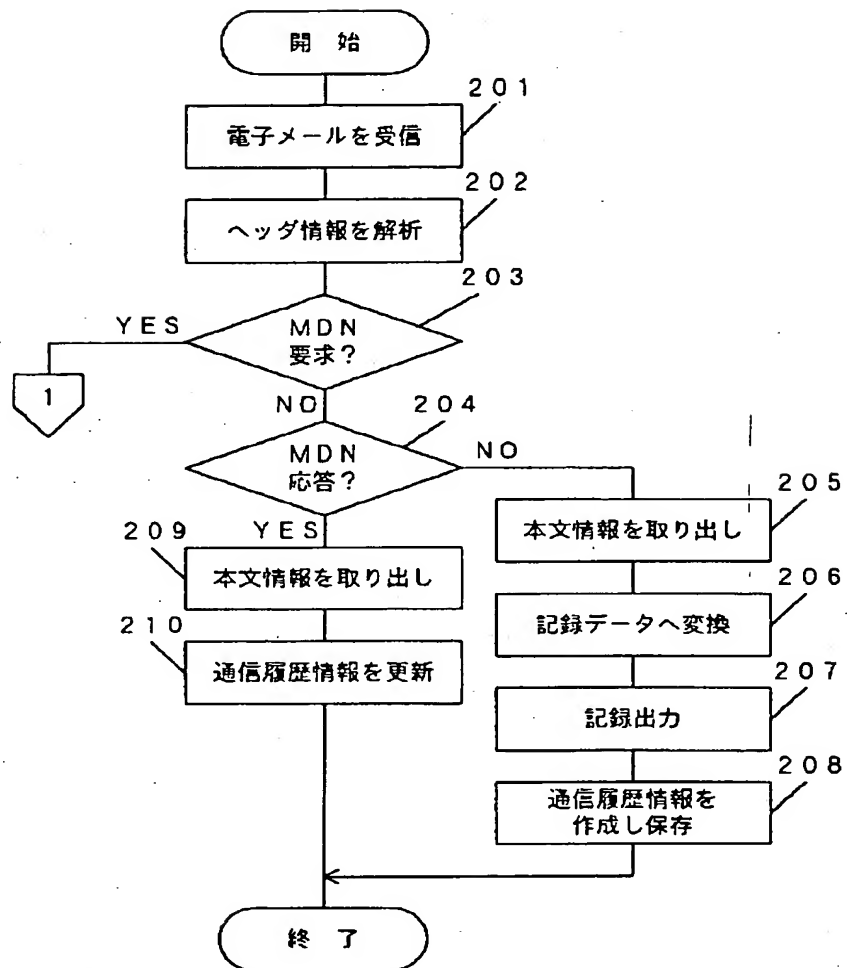 開 始
201
電子メールを受信
202
ヘッダ情報を解析
203
YES
MDN
要求?
1
NO
204
MDN
応答?
NO
YES
205
本文情報を取り出し
206
記録データへ変換
207
記録出力
208
通信履歴情報を
作成し保存
209
本文情報を取り出し
210
通信履歴情報を更新
終 了